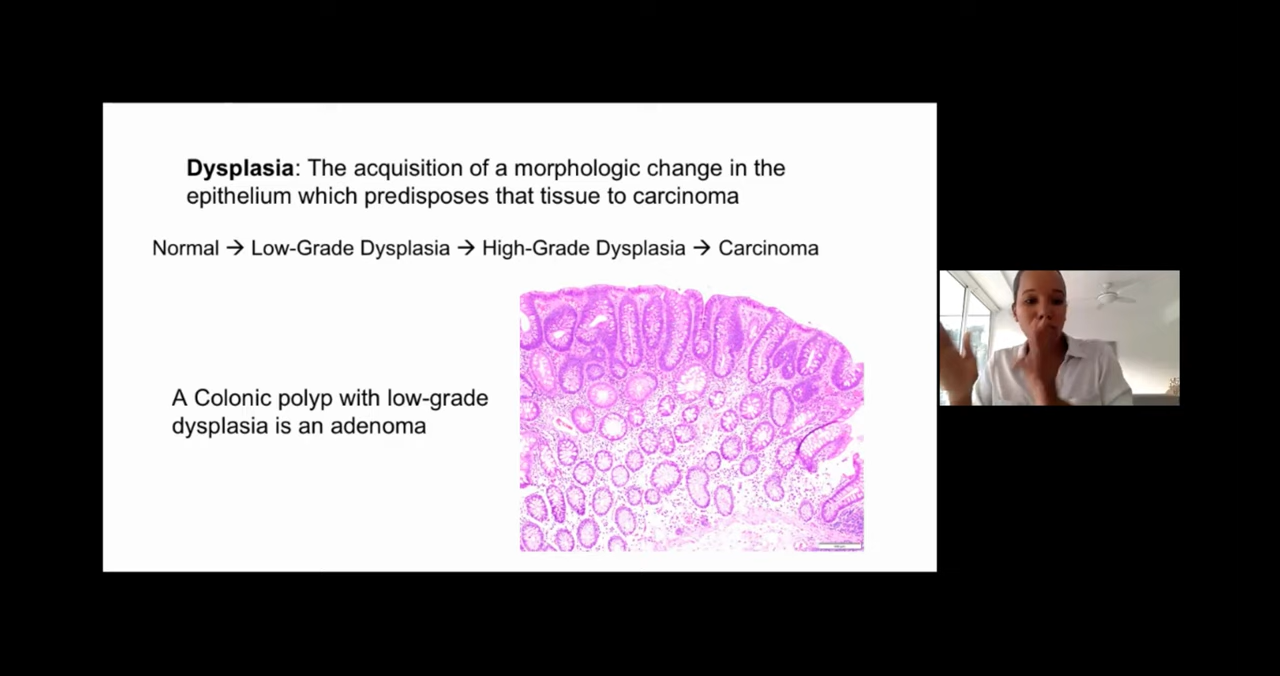 Dysplasia: The acquisition of a morphologic change in the
epithelium which predisposes that tissue to carcinoma
Normal → Low-Grade Dysplasia → High-Grade Dysplasia → Carcinoma
A Colonic polyp with low-grade
dysplasia is an adenoma